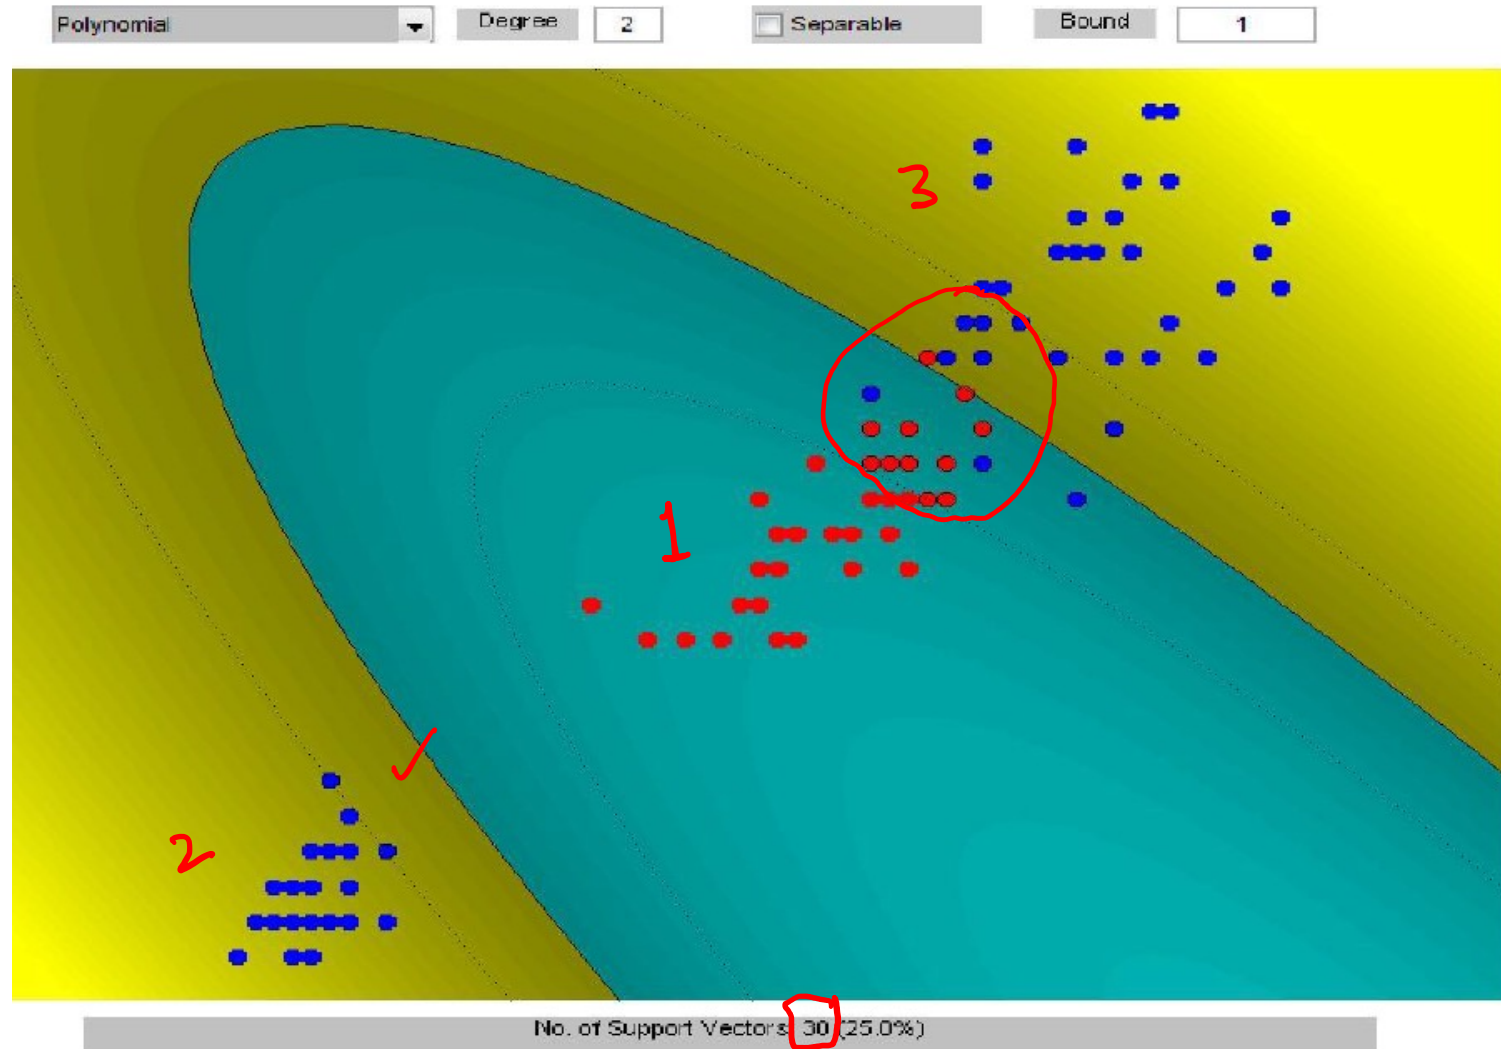 Polynomial Degree 2 Separable Bound 1
3
1
2
No. of Support Vectors: 30 (25.0%)